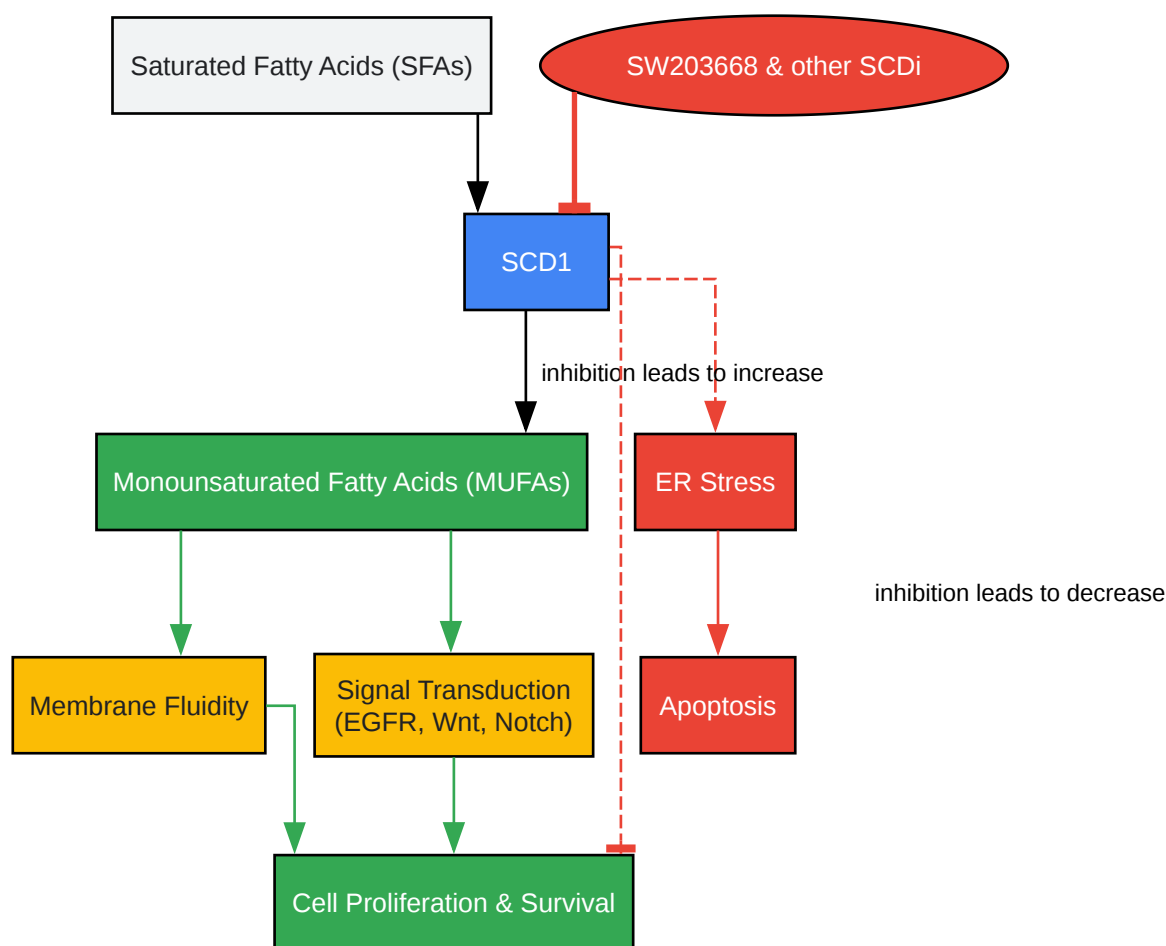 Saturated Fatty Acids (SFAs)
SW203668 & other SCDi
SCD1
inhibition leads to increase
Monounsaturated Fatty Acids (MUFAs)
ER Stress
inhibition leads to decrease
Membrane Fluidity
Signal Transduction
(EGFR, Wnt, Notch)
Apoptosis
Cell Proliferation & Survival